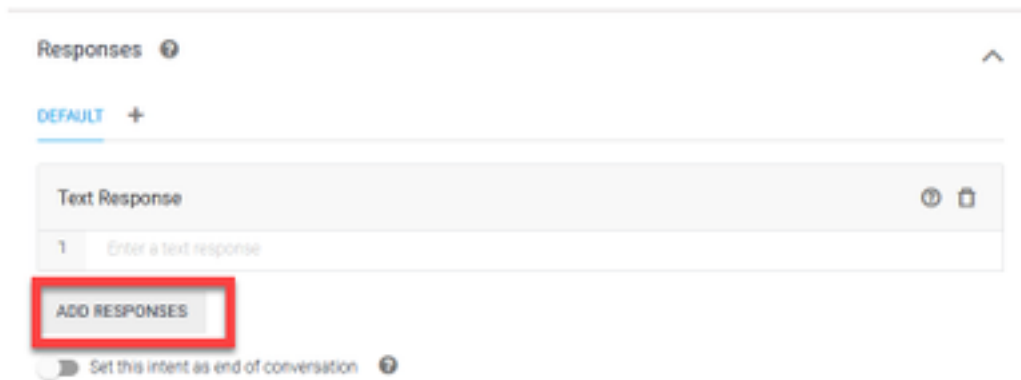 Responses
DEFAULT +
Text Response
1 Enter a text response
ADD RESPONSES
Set this intent as end of conversation